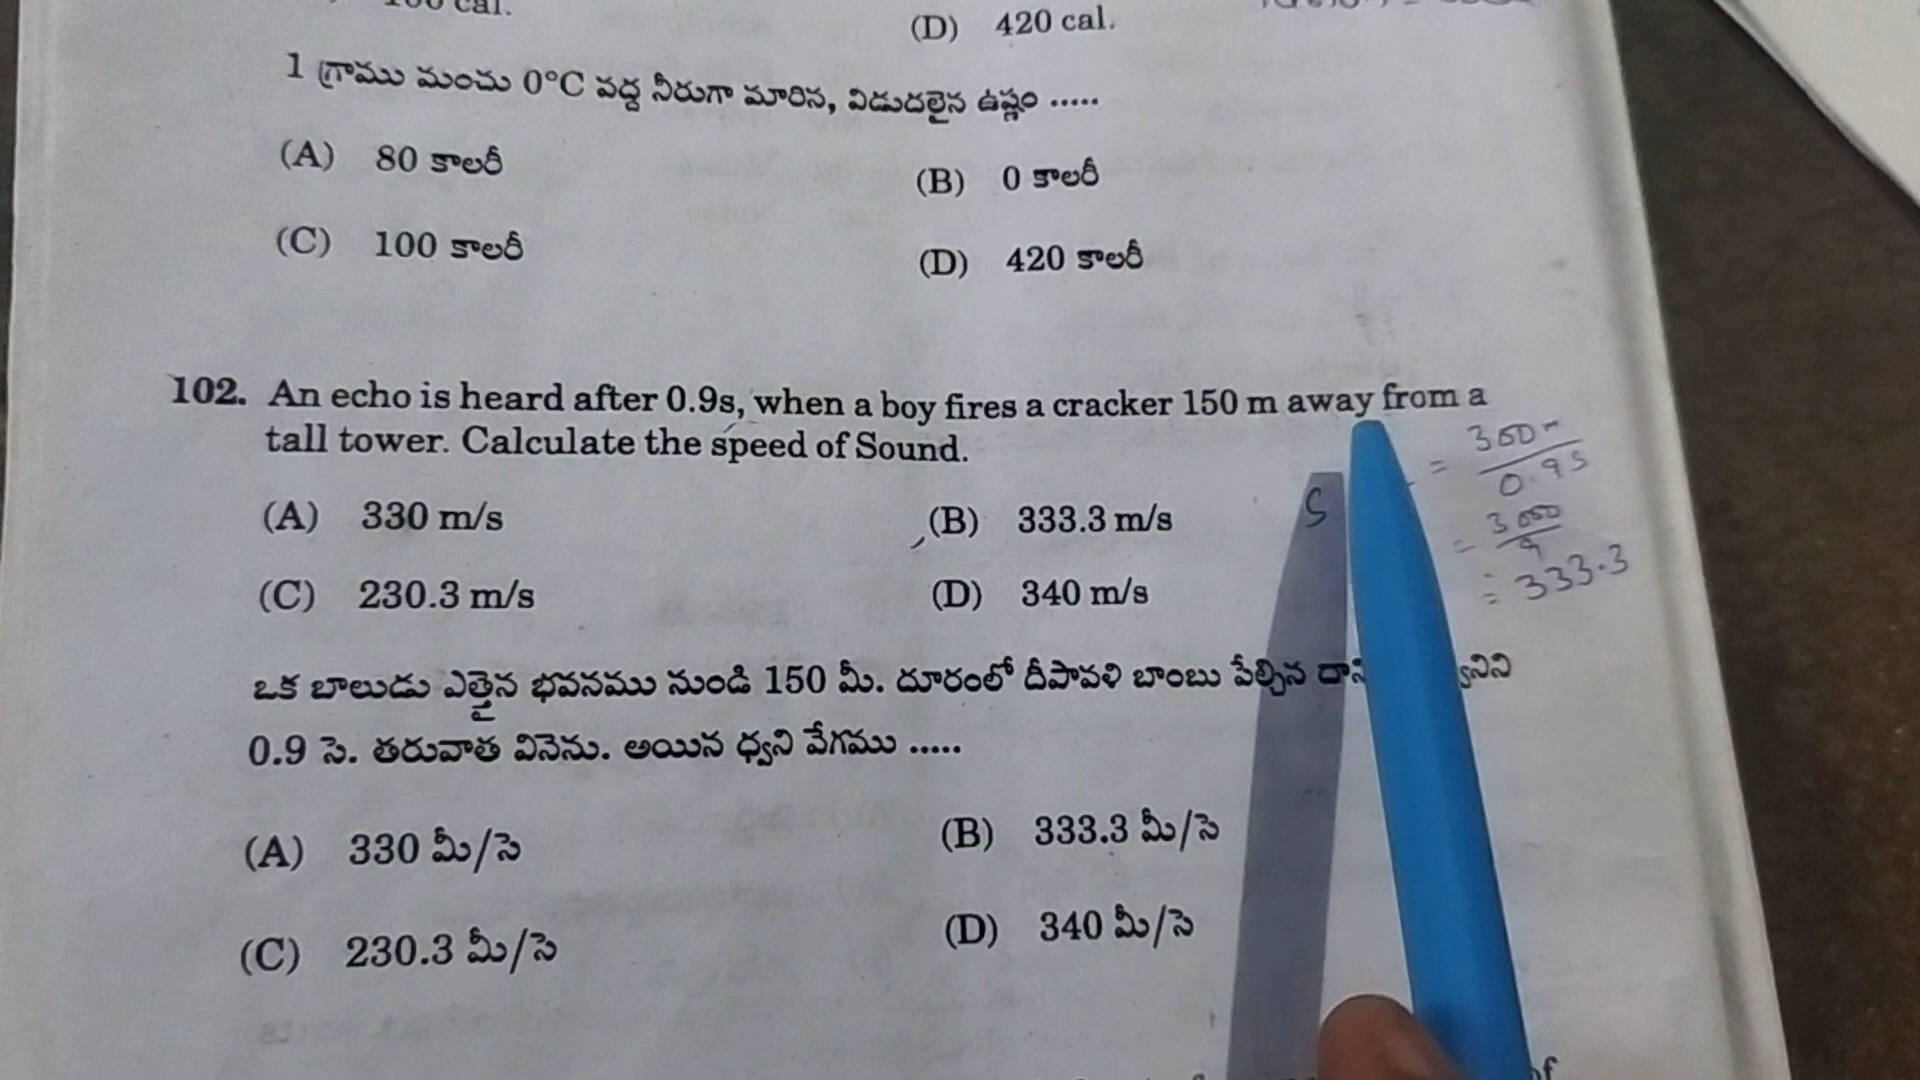 cal.
(D) 420 cal.
1 గ్రాము మంచు 0°C వద్ద నీరుగా మారిన, విడుదలైన ఉష్ణం .....
(A) 80 కాలరీ
(B) 0 కాలరీ
(C) 100 కాలరీ
(D) 420 కాలరీ
102. An echo is heard after 0.9s, when a boy fires a cracker 150 m away from a
tall tower. Calculate the speed of Sound.
(A) 330 m/s
(B) 333.3 m/s
(C) 230.3 m/s
(D) 340 m/s
S
= 300m
0.9s
= 3000
9
= 333.3
ఒక బాలుడు ఎత్తైన భవనము నుండి 150 మీ. దూరంలో దీపావళి బాంబు పేల్చిన
0.9 సె. తరువాత వినెను. అయిన ధ్వని వేగము .....
(A) 330 మీ/సె
(B) 333.3 మీ/సె
(C) 230.3 మీ/సె
(D) 340 మీ/సె
of